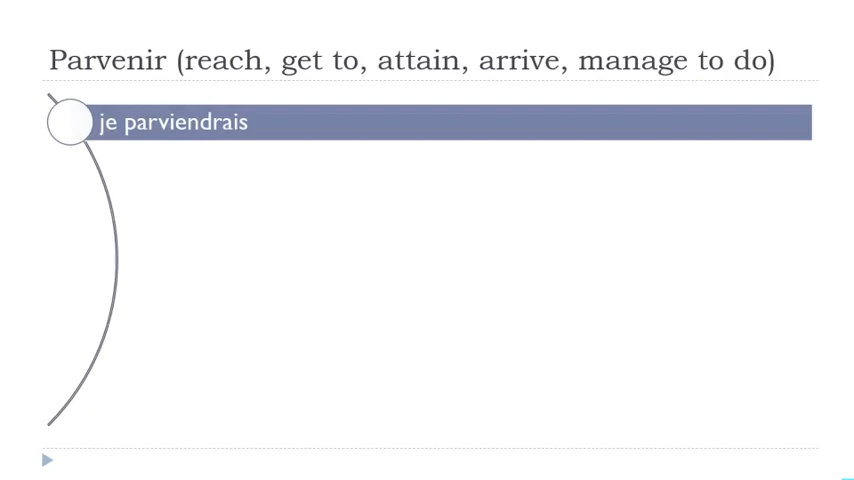 Parvenir (reach, get to, attain, arrive, manage to do)
je parviendrais